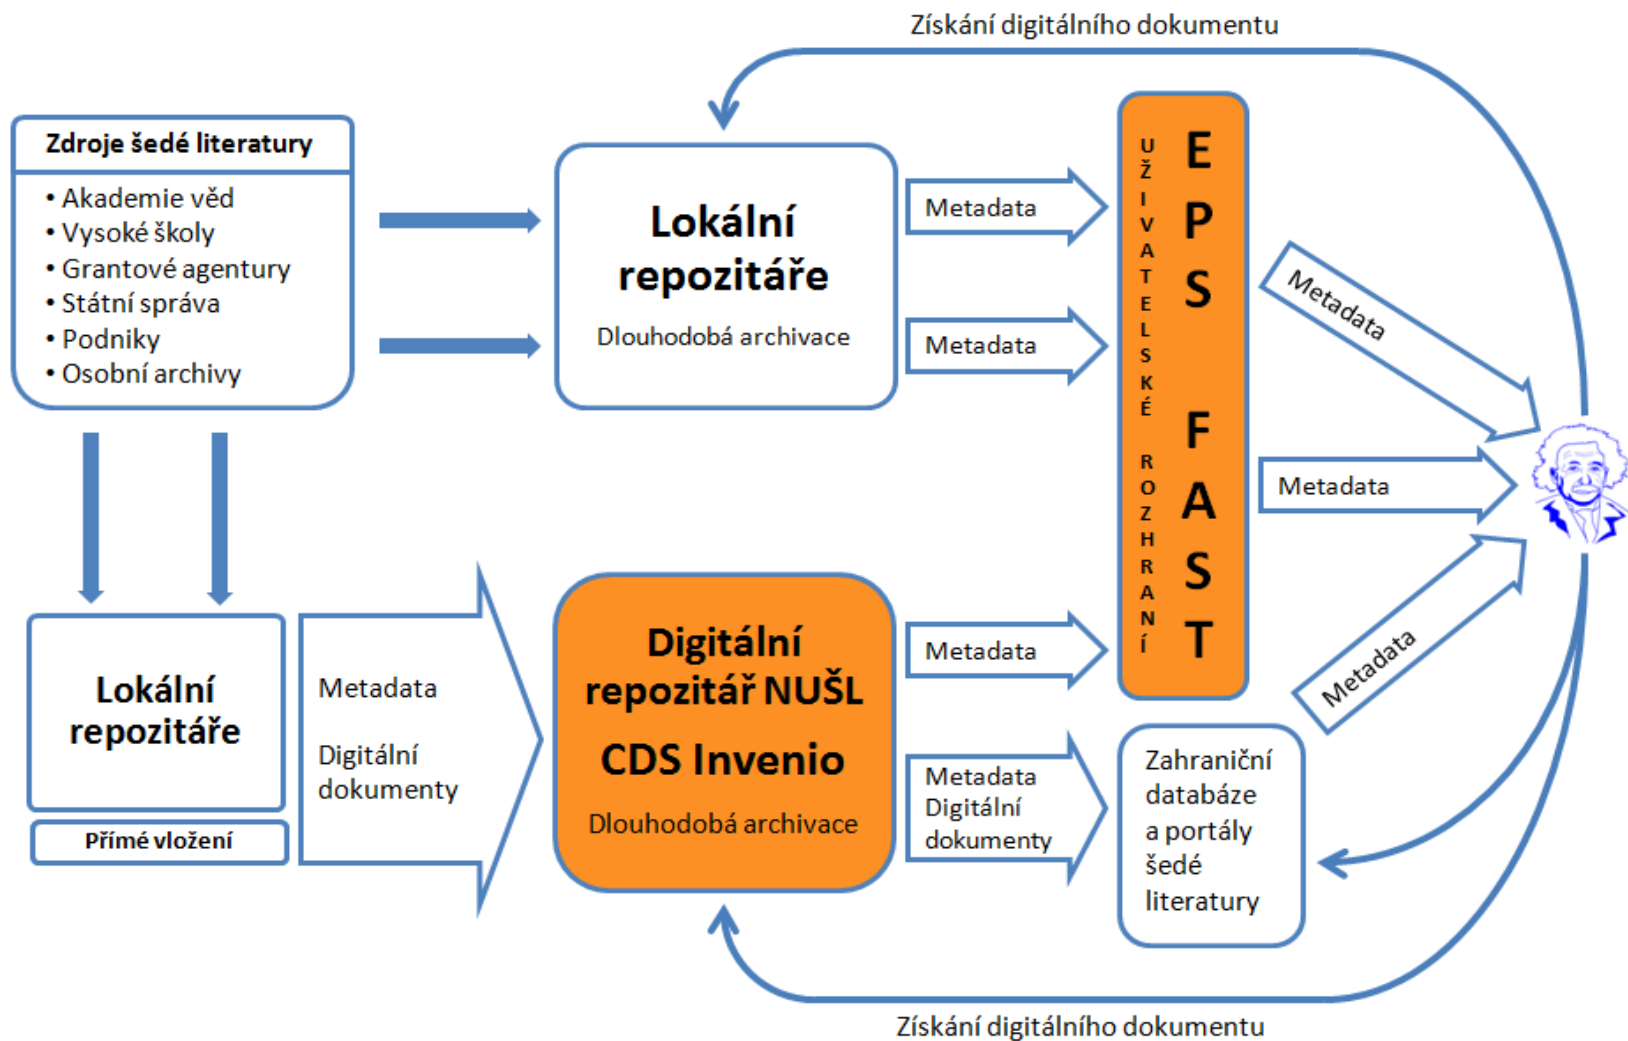 Získání digitálního dokumentu
Zdroje šedé literatury
• Akademie věd
• Vysoké školy
• Grantové agentury
• Státní správa
• Podniky
• Osobní archivy
Lokální
repozitáře
Dlouhodobá archivace
Metadata
Metadata
UŽIVATELSKÉ ROZHRANÍ
EPS FAST
Metadata
Metadata
Metadata
Lokální
repozitáře
Přímé vložení
Metadata
Digitální
dokumenty
Digitální
repozitář NUŠL
CDS Invenio
Dlouhodobá archivace
Metadata
Metadata
Digitální
dokumenty
Zahraniční
databáze
a portály
šedé
literatury
Získání digitálního dokumentu